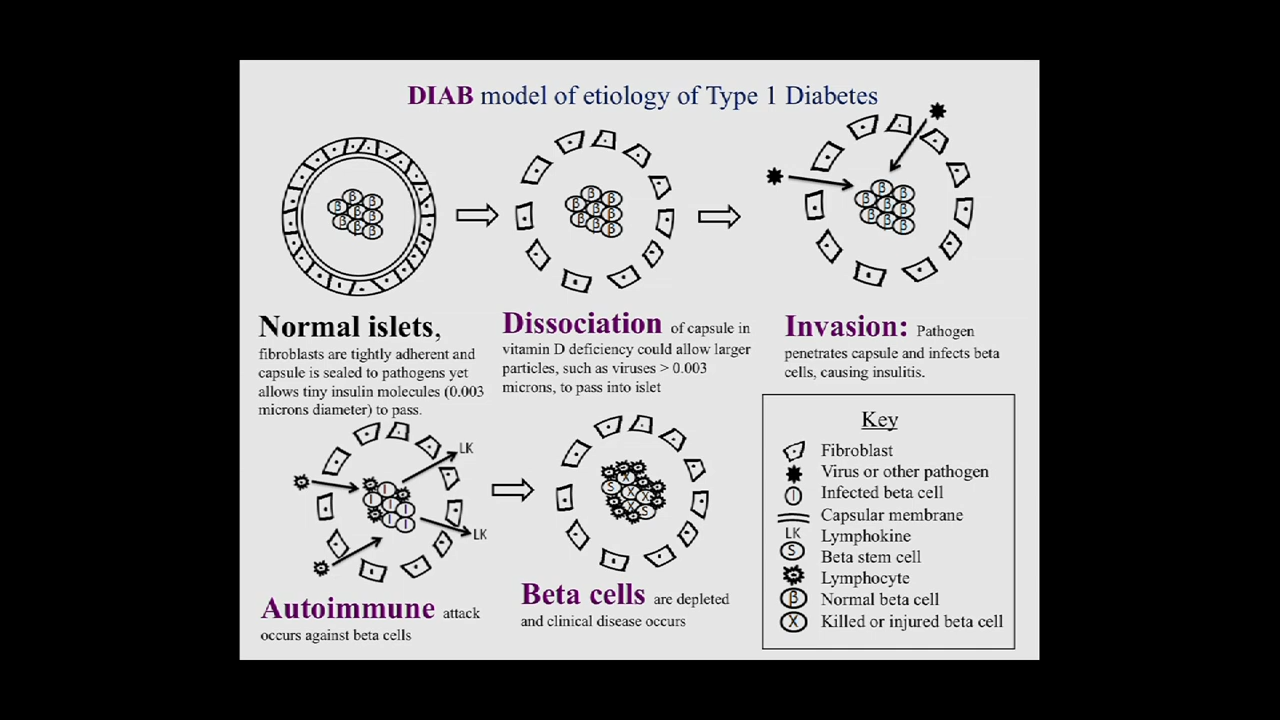 DIAB model of etiology of Type 1 Diabetes
β β β β β β β β β
β β β β β β β β β
β β β β β β β β β
Normal islets,
fibroblasts are tightly adherent and
capsule is sealed to pathogens yet
allows tiny insulin molecules (0.003
microns diameter) to pass.
Dissociation of capsule in
vitamin D deficiency could allow larger
particles, such as viruses > 0.003
microns, to pass into islet
Invasion: Pathogen
penetrates capsule and infects beta
cells, causing insulitis.
LK
I I I I I I
LK
Autoimmune attack
occurs against beta cells
X S X X X X S
Beta cells are depleted
and clinical disease occurs
Key
Fibroblast
Virus or other pathogen
I Infected beta cell
Capsular membrane
LK Lymphokine
S Beta stem cell
Lymphocyte
β Normal beta cell
X Killed or injured beta cell